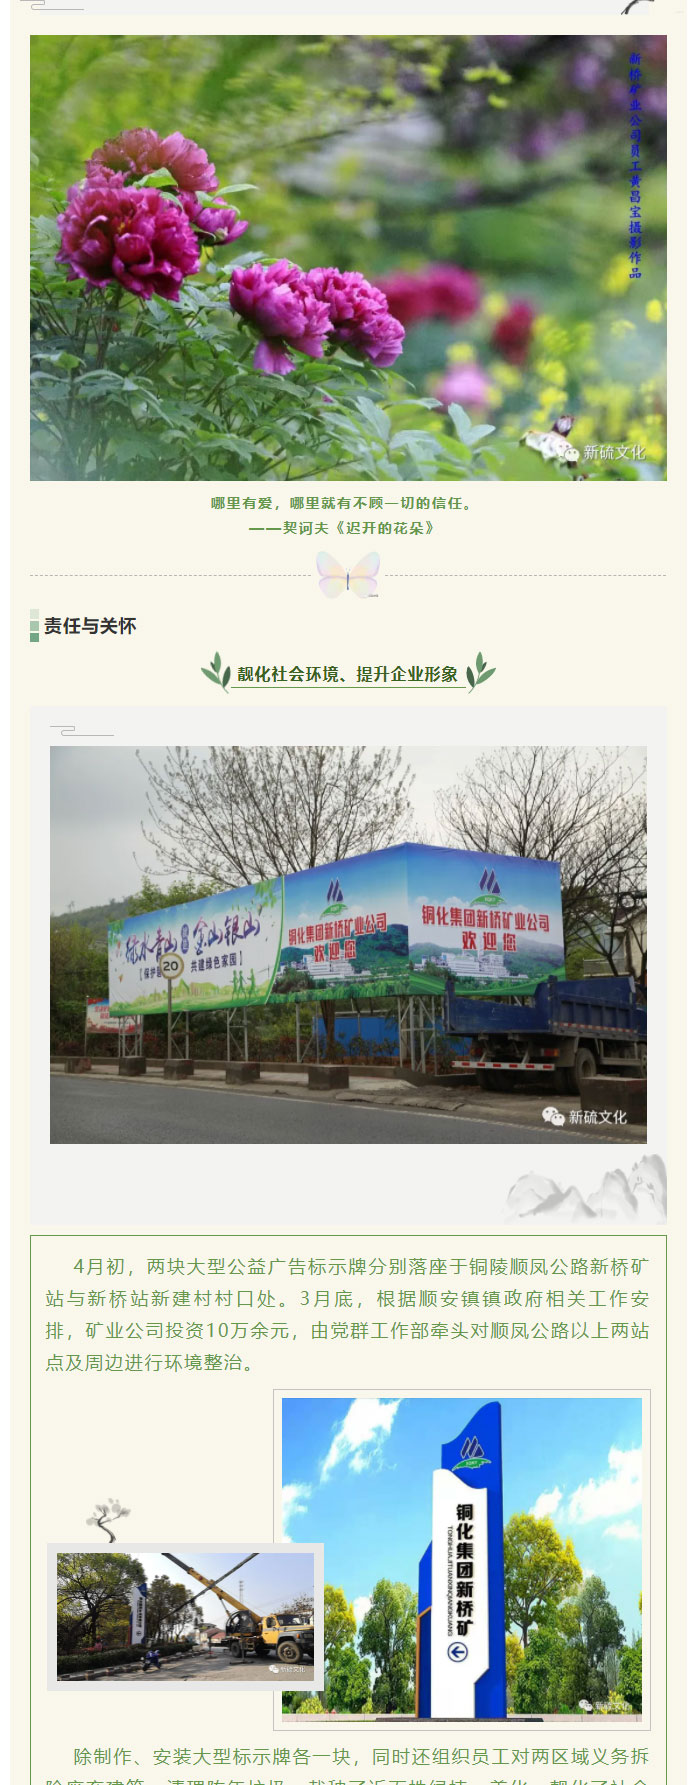 新桥矿业公司员工黄昌宝摄影作品
新硫文化
哪里有爱，哪里就有不顾一切的信任。
——契诃夫《迟开的花朵》
责任与关怀
靓化社会环境、提升企业形象
绿水青山
金山银山
共建绿色家园】
20
铜化集团新桥矿业公司
欢迎您
铜化集团新桥矿业公司
欢迎您
新硫文化
4月初，两块大型公益广告标示牌分别落座于铜陵顺凤公路新桥矿
站与新桥站新建村村口处。3月底，根据顺安镇镇政府相关工作安
排，矿业公司投资10万余元，由党群工作部牵头对顺凤公路以上两站
点及周边进行环境整治。
铜化集团新桥矿
新硫文化
新硫文化
除制作、安装大型标示牌各一块，同时还组织员工对两区域义务拆